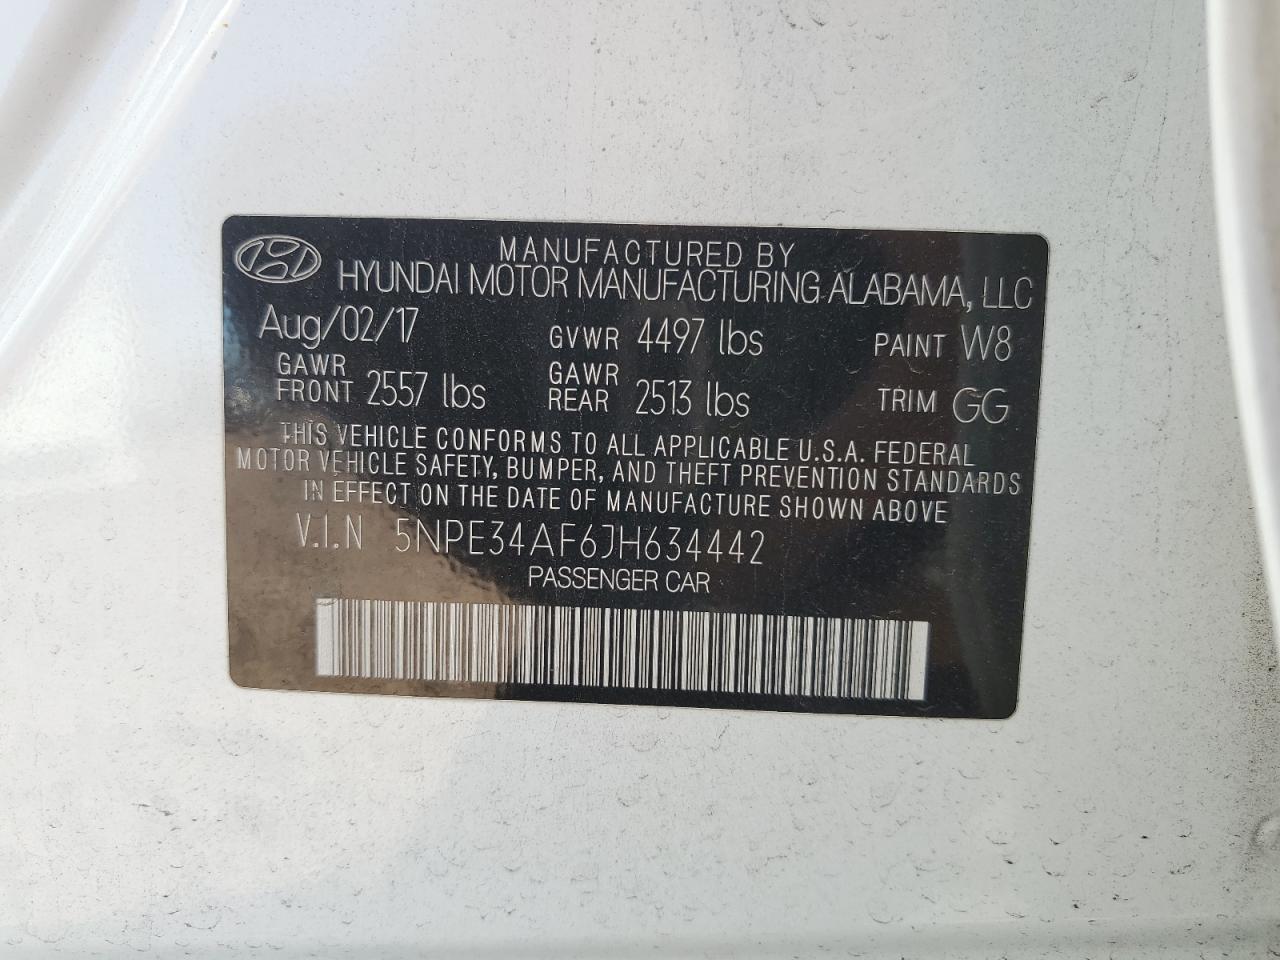 MANUFACTURED BY
HYUNDAI MOTOR MANUFACTURING ALABAMA, LLC
Aug/02/17 GVWR 4497 lbs PAINT W8
GAWR FRONT 2557 lbs GAWR REAR 2513 lbs TRIM GG
THIS VEHICLE CONFORMS TO ALL APPLICABLE U.S.A. FEDERAL
MOTOR VEHICLE SAFETY, BUMPER, AND THEFT PREVENTION STANDARDS
IN EFFECT ON THE DATE OF MANUFACTURE SHOWN ABOVE
V.I.N 5NPE34AF6JH634442
PASSENGER CAR